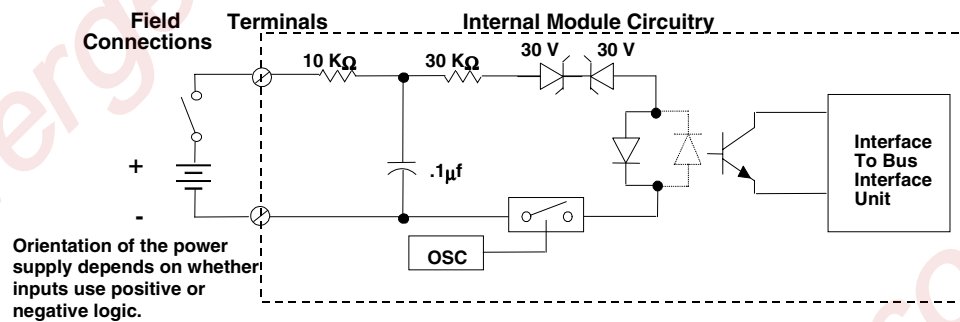 Field Connections
Terminals
Internal Module Circuitry
10 KΩ
30 KΩ
30 V
30 V
.1µf
+
-
OSC
Interface
To Bus
Interface
Unit
Orientation of the power
supply depends on whether
inputs use positive or
negative logic.